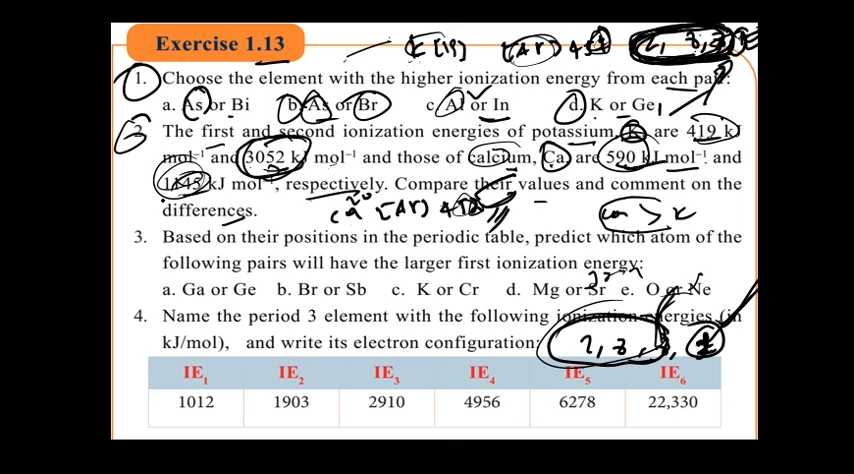 Exercise 1.13
K [19] [Ar] 4s1
1. Choose the element with the higher ionization energy from each pair:
a. As or Bi b. As or Br c. Al or In d. K or Ge
2. The first and second ionization energies of potassium, K, are 419 kJ
mol⁻¹ and 3052 kJ mol⁻¹ and those of calcium, Ca, are 590 kJ mol⁻¹ and
1145 kJ mol⁻¹, respectively. Compare their values and comment on the
differences.
Ca 20 [Ar] 4s2
3. Based on their positions in the periodic table, predict which atom of the
following pairs will have the larger first ionization energy:
a. Ga or Ge b. Br or Sb c. K or Cr d. Mg or Sr e. O or Ne
4. Name the period 3 element with the following ionization energies (in
kJ/mol), and write its electron configuration:
IE₁ IE₂ IE₃ IE₄ IE₅ IE₆
1012 1903 2910 4956 6278 22,330